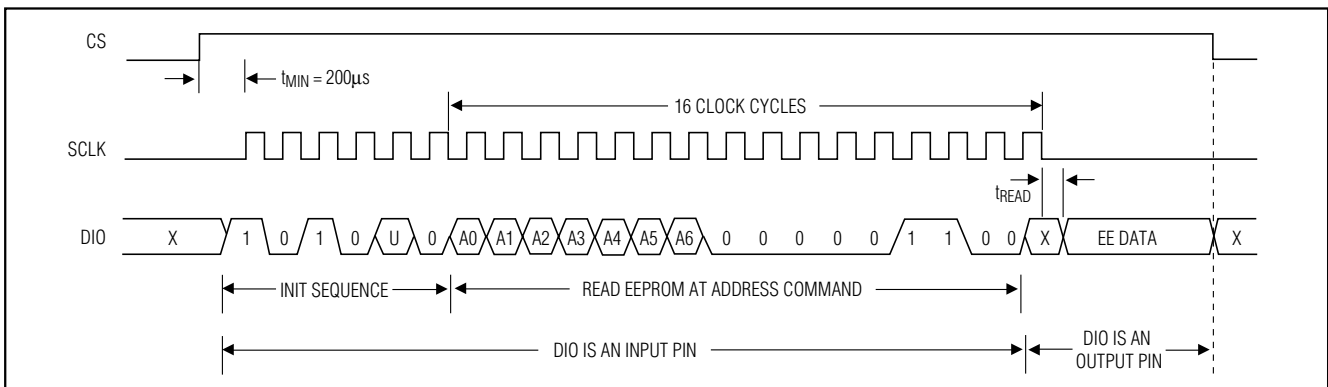 CS
tMIN = 200µs
16 CLOCK CYCLES
SCLK
tREAD
DIO X 1 0 1 0 U 0 A0 A1 A2 A3 A4 A5 A6 0 0 0 0 0 1 1 0 0 X EE DATA X
INIT SEQUENCE READ EEPROM AT ADDRESS COMMAND
DIO IS AN INPUT PIN
DIO IS AN
OUTPUT PIN